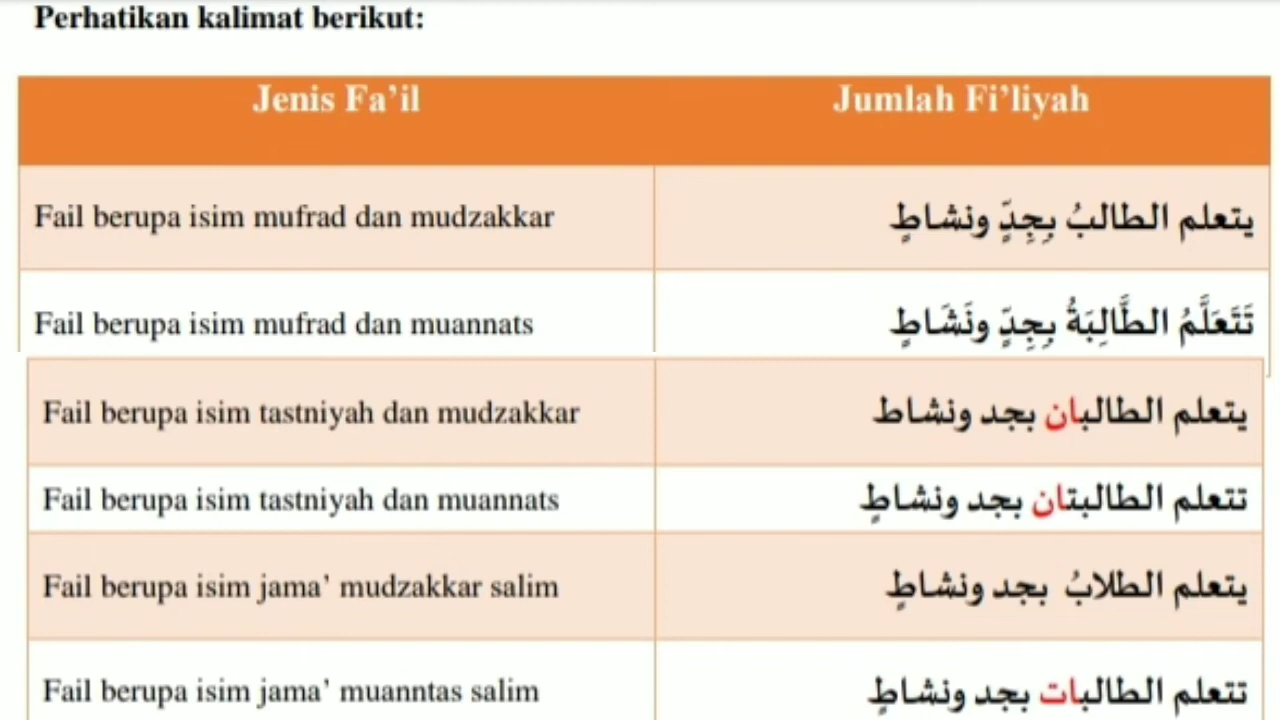 Perhatikan kalimat berikut:
Jenis Fa’il Jumlah Fi’liyah
Fail berupa isim mufrad dan mudzakkar يتعلم الطالبُ بِجِدٍّ ونشاطٍ
Fail berupa isim mufrad dan muannats تَتَعَلَّمُ الطَّالِبَةُ بِجِدٍّ ونَشَاطٍ
Fail berupa isim tastniyah dan mudzakkar يتعلم الطالبان بجد ونشاط
Fail berupa isim tastniyah dan muannats تتعلم الطالبتان بجد ونشاطٍ
Fail berupa isim jama’ mudzakkar salim يتعلم الطلابُ بجد ونشاطٍ
Fail berupa isim jama’ muanntas salim تتعلم الطالبات بجد ونشاطٍ